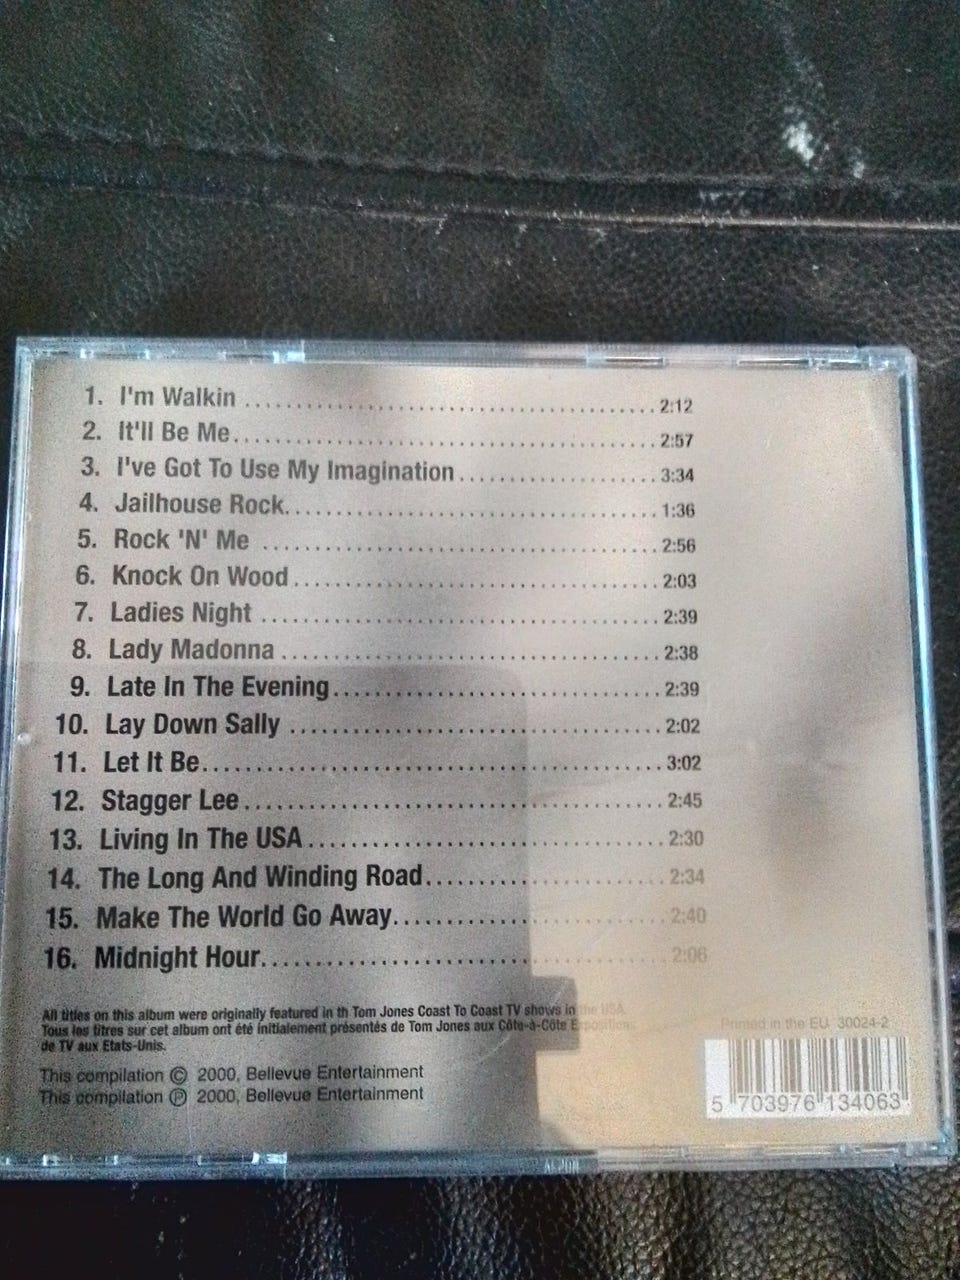 1. I'm Walkin ........................................ 2:12
2. It'll Be Me........................................ 2:57
3. I've Got To Use My Imagination .................... 3:34
4. Jailhouse Rock..................................... 1:36
5. Rock 'N' Me ....................................... 2:56
6. Knock On Wood...................................... 2:03
7. Ladies Night ...................................... 2:39
8. Lady Madonna ...................................... 2:38
9. Late In The Evening................................ 2:39
10. Lay Down Sally ................................... 2:02
11. Let It Be......................................... 3:02
12. Stagger Lee....................................... 2:45
13. Living In The USA................................. 2:30
14. The Long And Winding Road......................... 2:34
15. Make The World Go Away............................ 2:40
16. Midnight Hour..................................... 2:06
All titles on this album were originally featured in th Tom Jones Coast To Coast TV shows in the USA.
Tous les titres sur cet album ont été initialement présentés de Tom Jones aux Côte-à-Côte Expositions
de TV aux Etats-Unis.
This compilation © 2000, Bellevue Entertainment
This compilation ℗ 2000, Bellevue Entertainment
Printed in the EU 30024-2
5 703976 134063